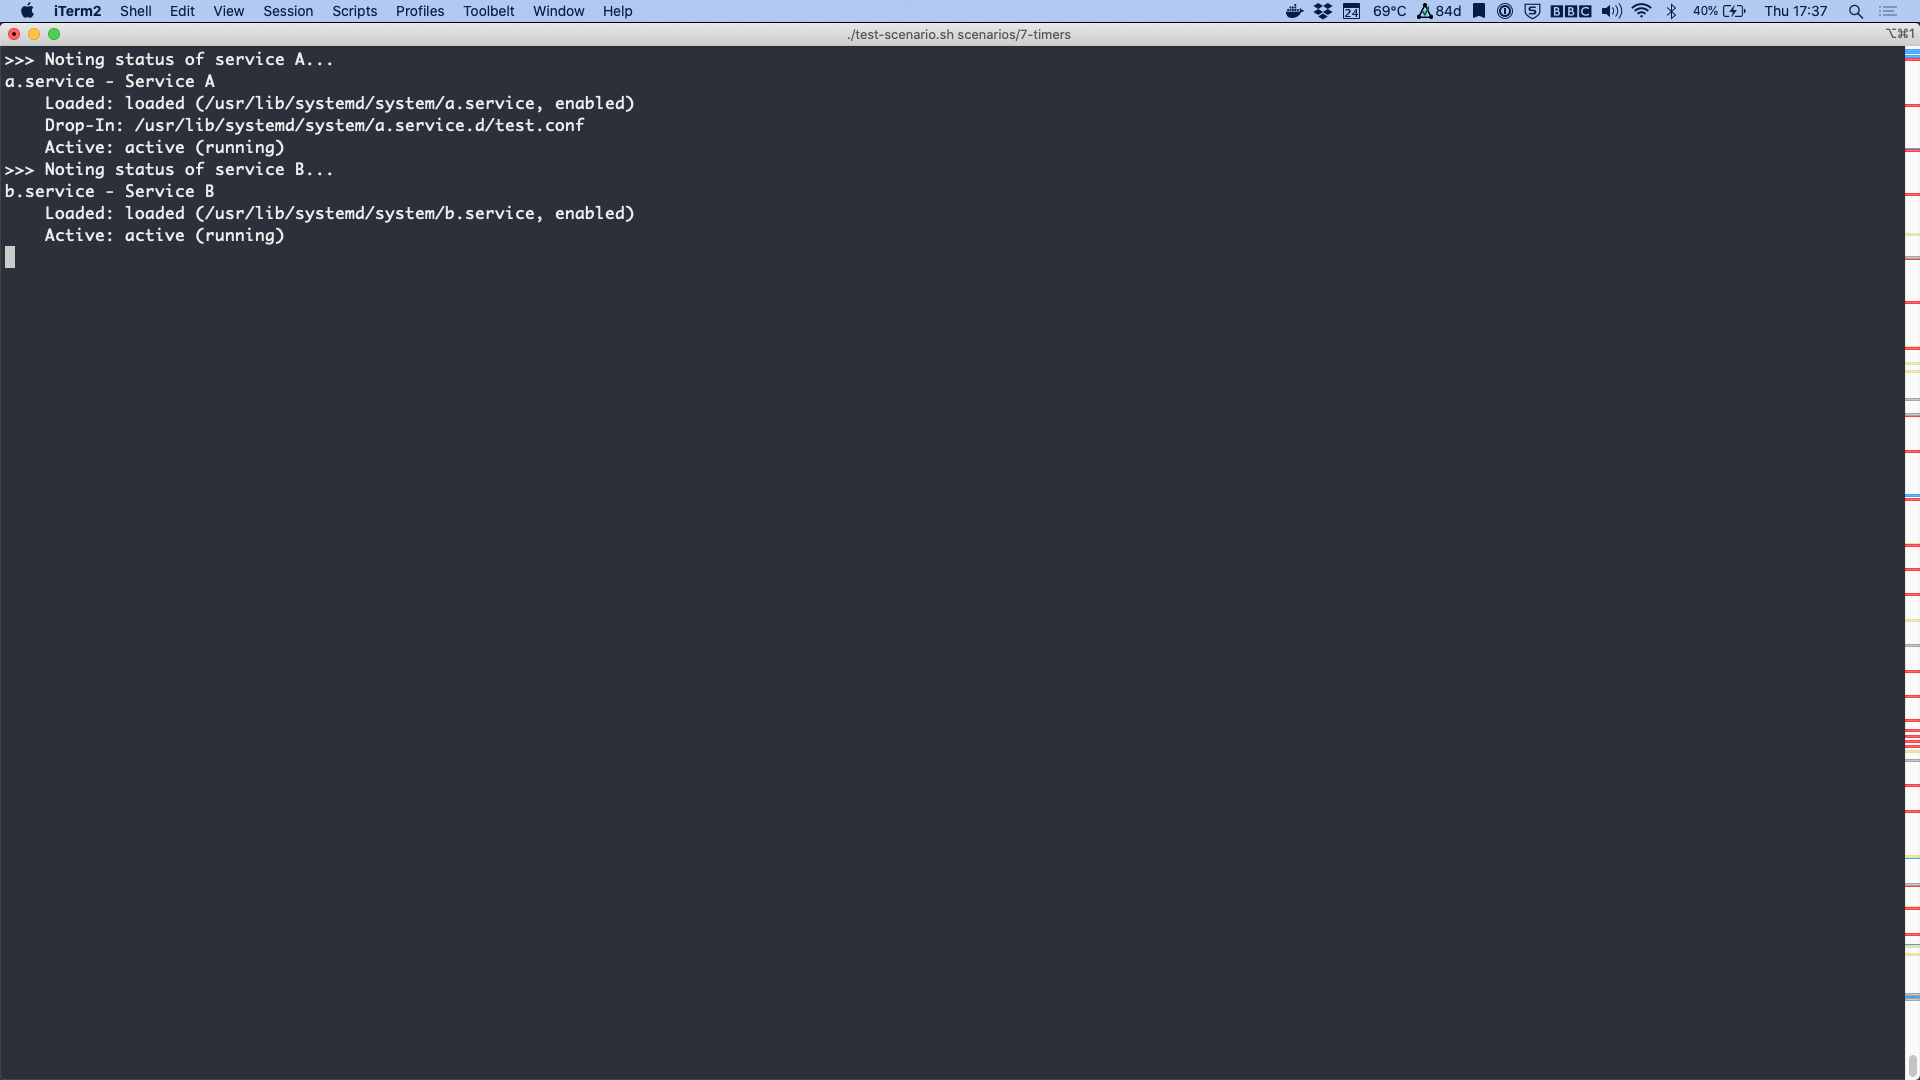 iTerm2 Shell Edit View Session Scripts Profiles Toolbelt Window Help 24 69°C 84d BBC 40% Thu 17:37
./test-scenario.sh scenarios/7-timers ⌥⌘1
>>> Noting status of service A...
a.service - Service A
    Loaded: loaded (/usr/lib/systemd/system/a.service, enabled)
    Drop-In: /usr/lib/systemd/system/a.service.d/test.conf
    Active: active (running)
>>> Noting status of service B...
b.service - Service B
    Loaded: loaded (/usr/lib/systemd/system/b.service, enabled)
    Active: active (running)